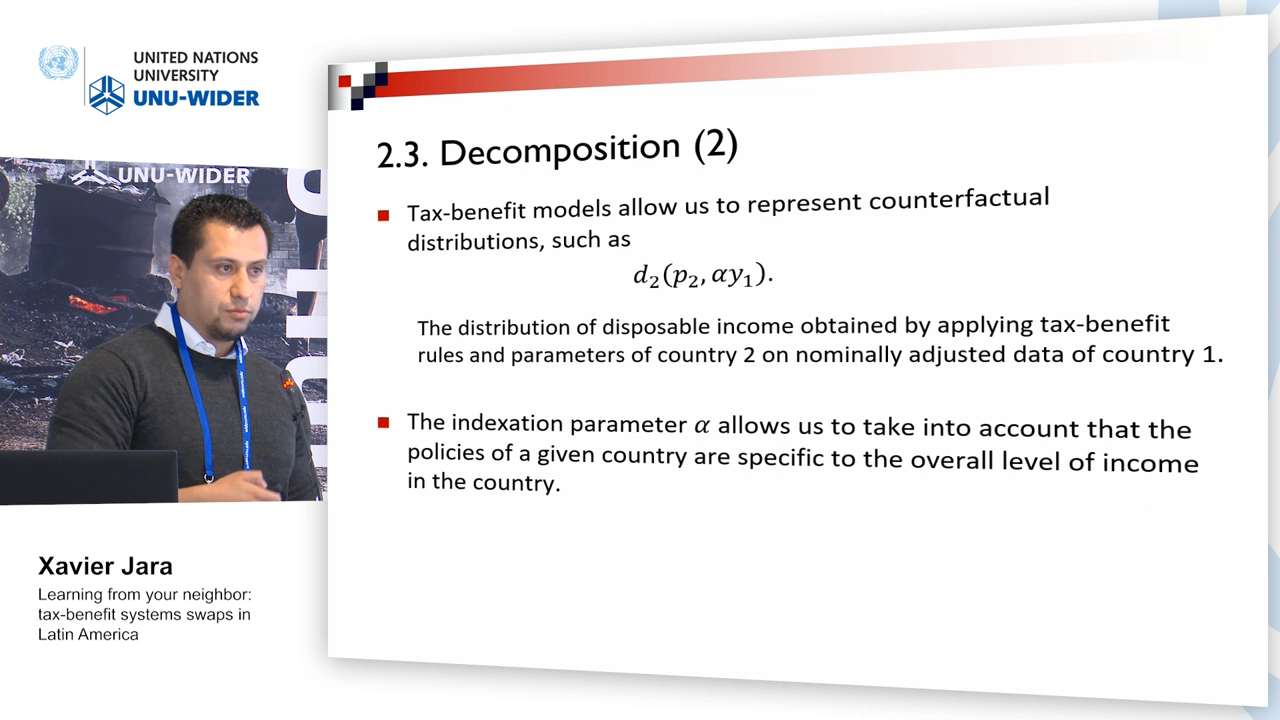 UNITED NATIONS
UNIVERSITY
UNU-WIDER
UNU-WIDER
Xavier Jara
Learning from your neighbor:
tax-benefit systems swaps in
Latin America
2.3. Decomposition (2)
Tax-benefit models allow us to represent counterfactual
distributions, such as
d₂(p₂, αy₁).
The distribution of disposable income obtained by applying tax-benefit
rules and parameters of country 2 on nominally adjusted data of country 1.
The indexation parameter α allows us to take into account that the
policies of a given country are specific to the overall level of income
in the country.